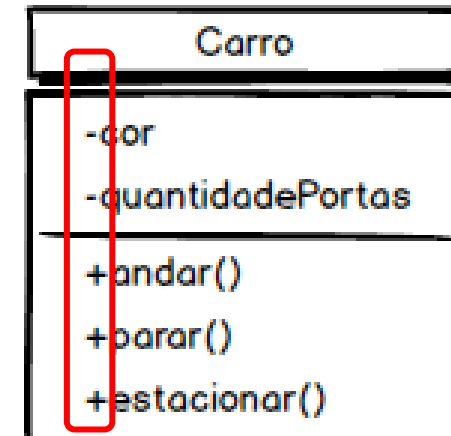 Carro
-cor
-quantidadePortas
+andar()
+parar()
+estacionar()